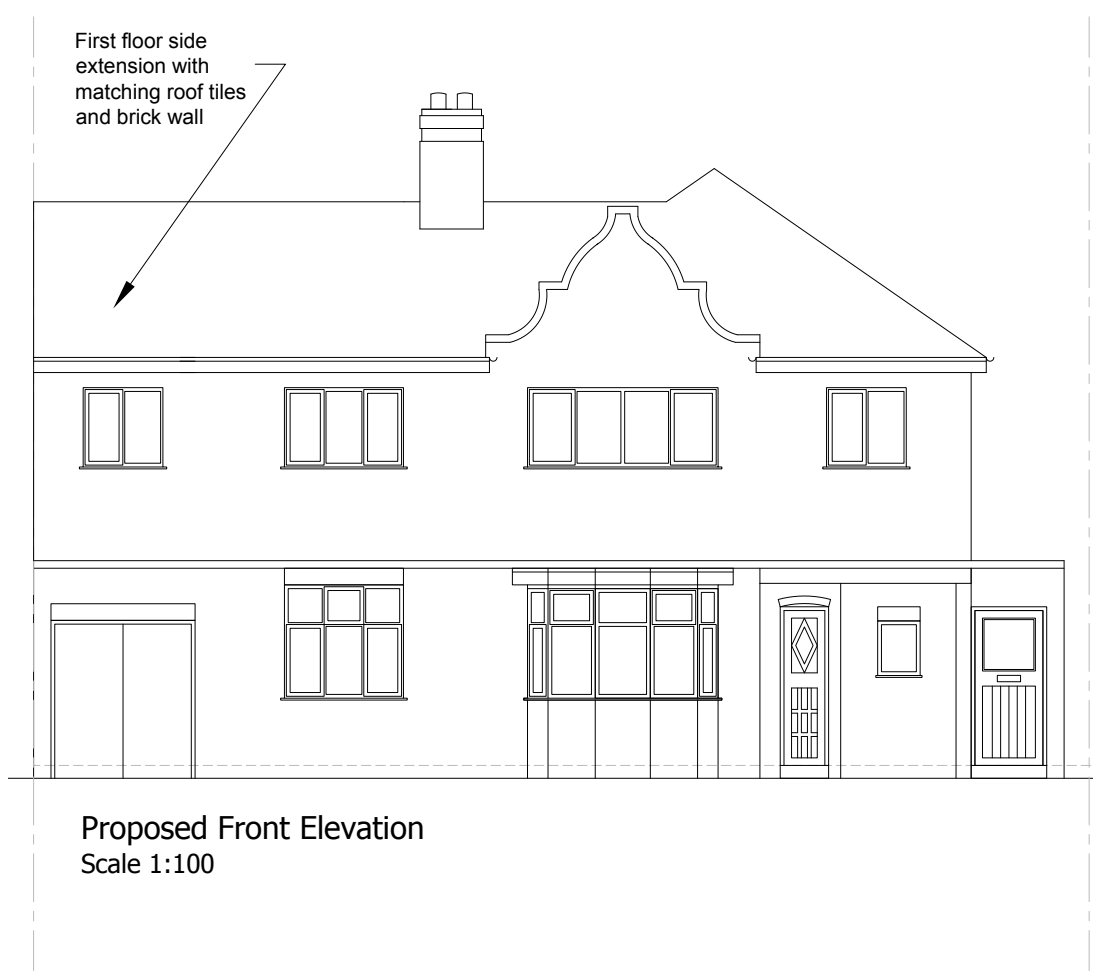 First floor side
extension with
matching roof tiles
and brick wall
Proposed Front Elevation
Scale 1:100